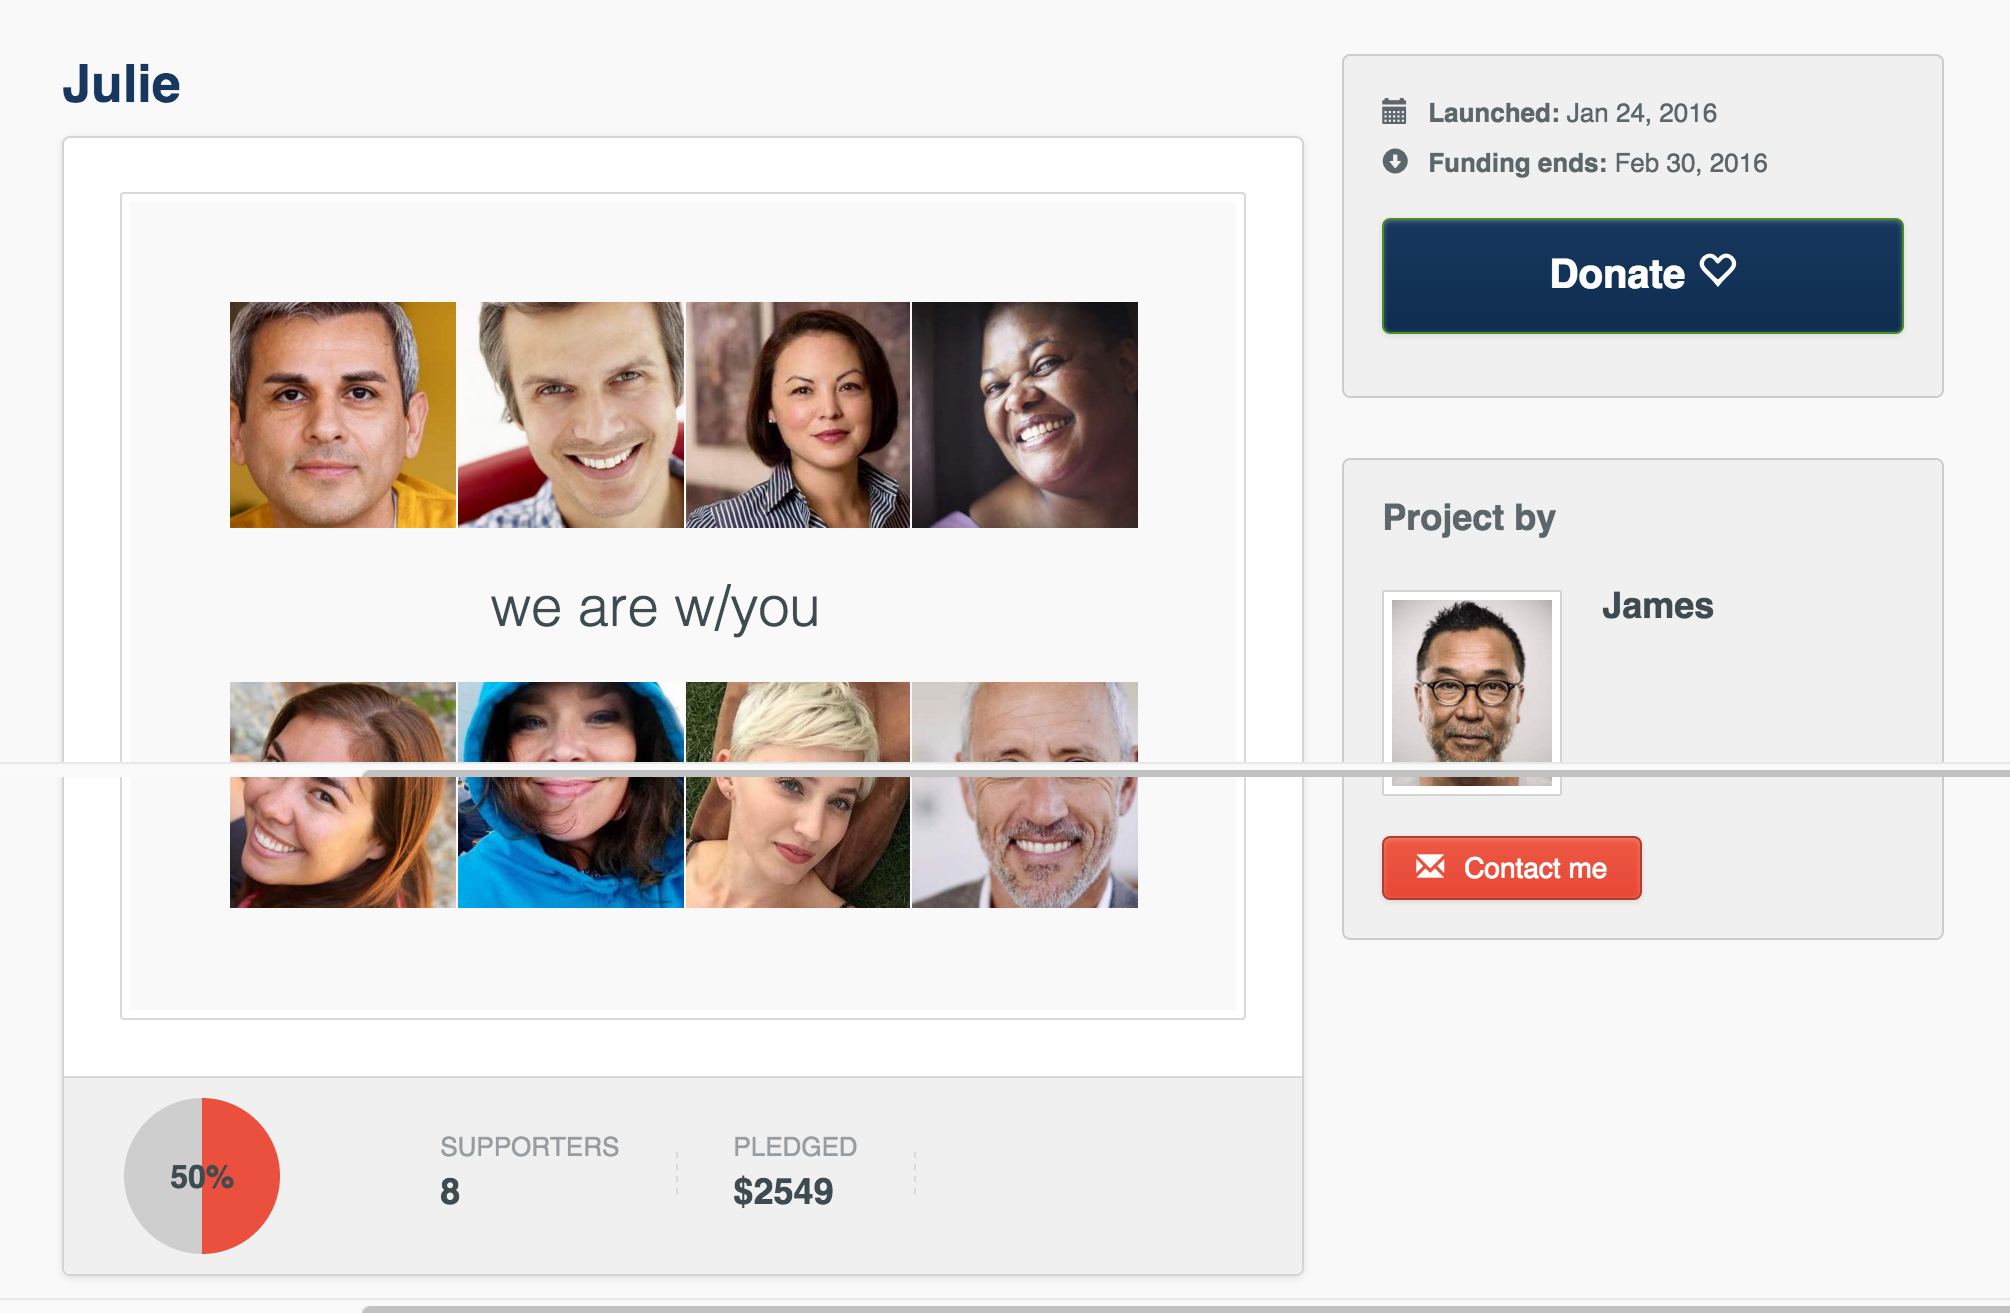 Julie
we are w/you
50%
SUPPORTERS
8
PLEDGED
$2549
Launched: Jan 24, 2016
Funding ends: Feb 30, 2016
Donate
Project by
James
Contact me